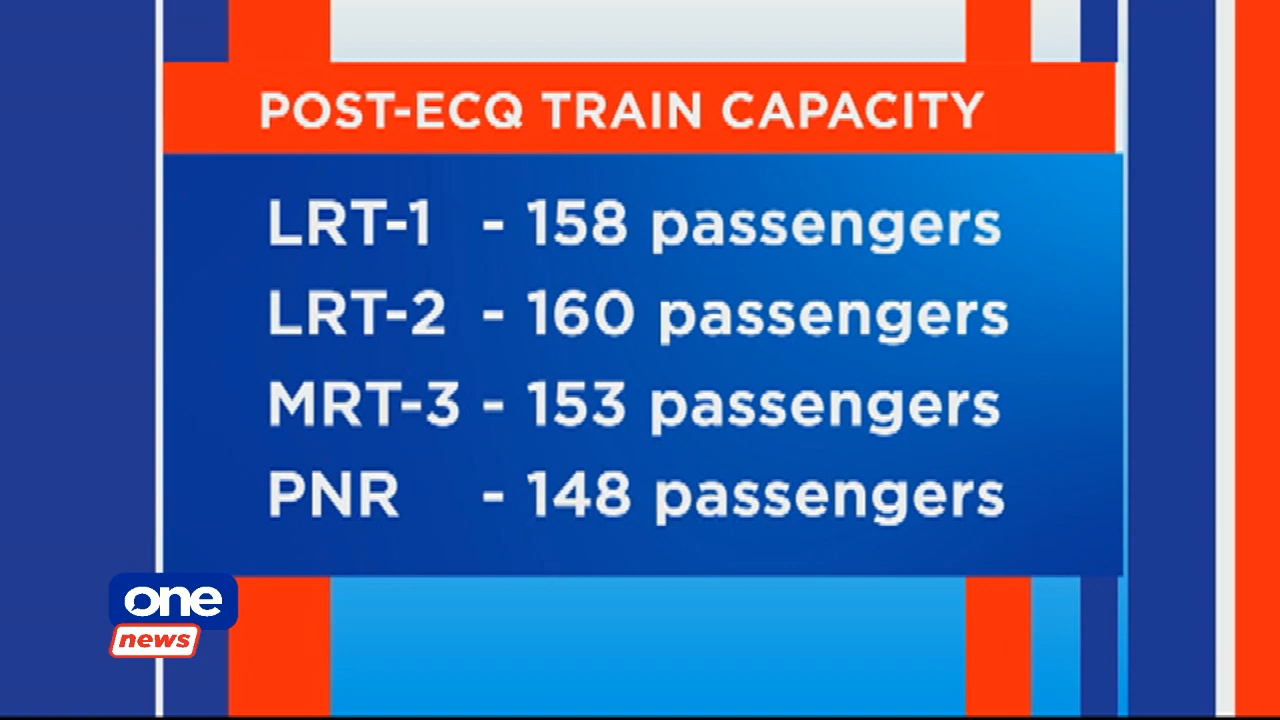 POST-ECQ TRAIN CAPACITY
LRT-1 - 158 passengers
LRT-2 - 160 passengers
MRT-3 - 153 passengers
PNR - 148 passengers
one
news